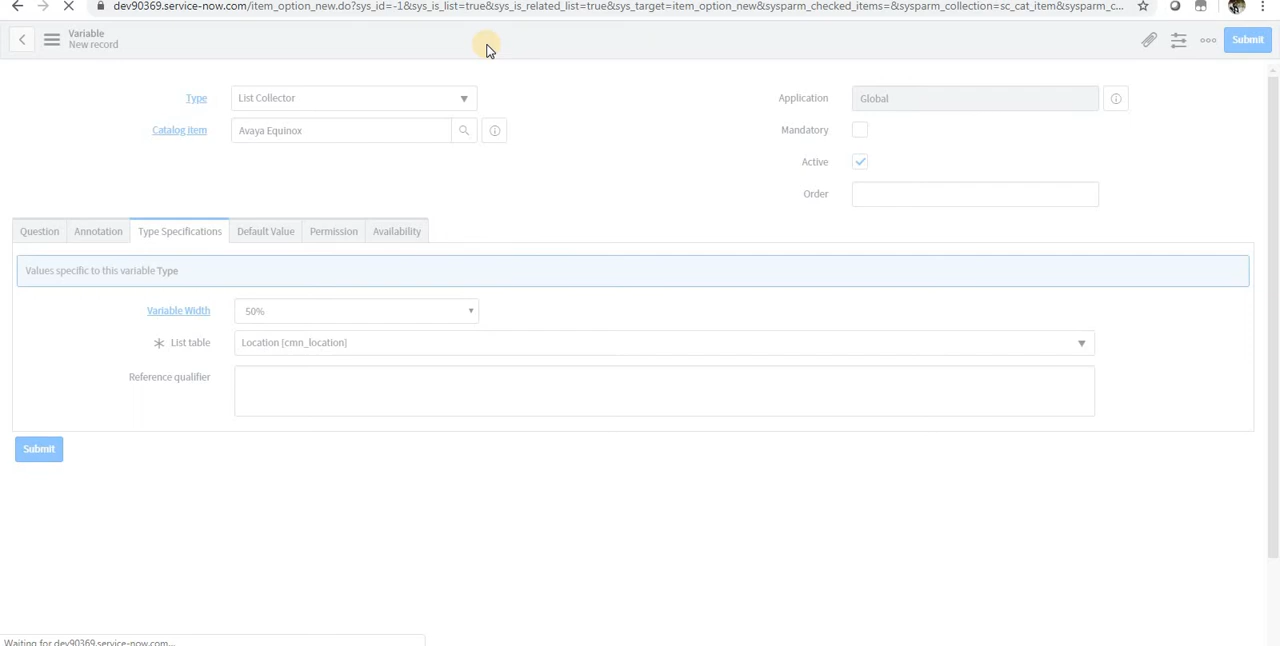 dev90369.service-now.com/item_option_new.do?sys_id=-1&sys_is_list=true&sys_is_related_list=true&sys_target=item_option_new&sysparm_checked_items=&sysparm_collection=sc_cat_item&sysparm_c...
Variable
New record
Submit
Type List Collector Application Global
Catalog item Avaya Equinox Mandatory
Active
Order
Question Annotation Type Specifications Default Value Permission Availability
Values specific to this variable Type
Variable Width 50%
List table Location [cmn_location]
Reference qualifier
Submit
Waiting for dev90369.service-now.com...